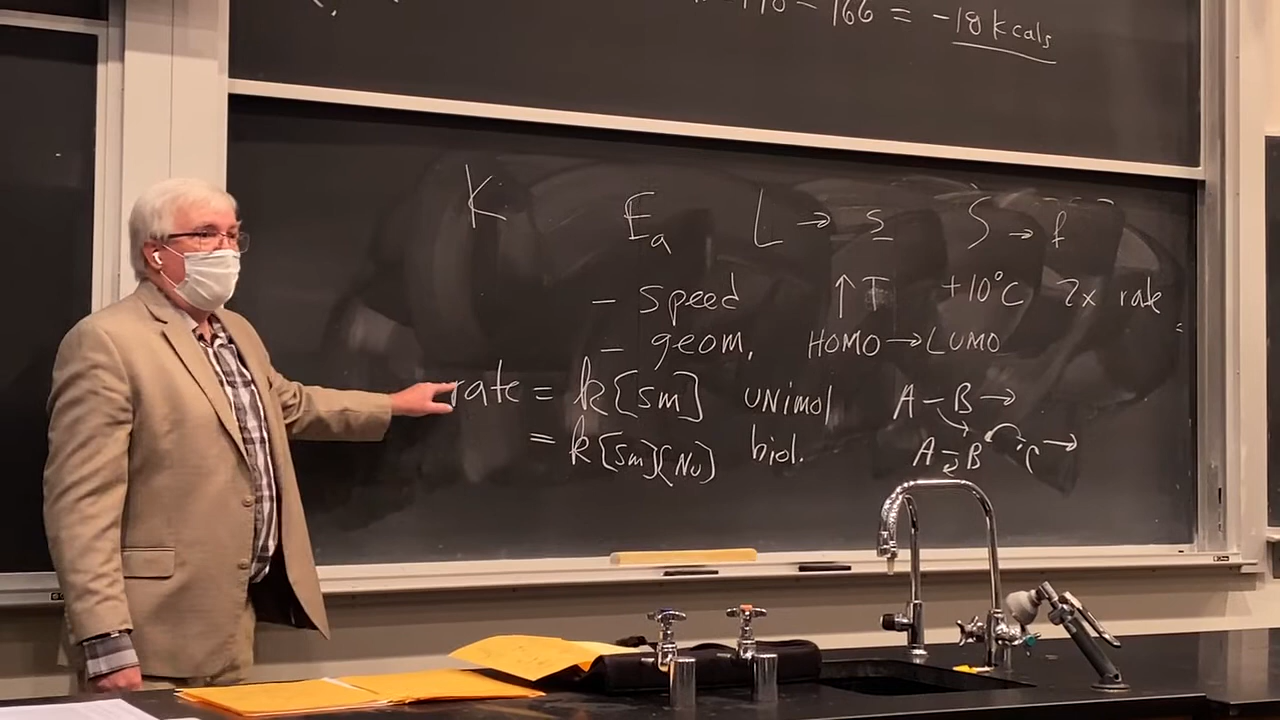 - 166 = -18 kcals
K Ea L → s S → f
- speed ↑T +10°C 2x rate
- geom, HOMO → LUMO
rate = k[sm] unimol A-B →
= k[sm][Nu] biol. A-B C →